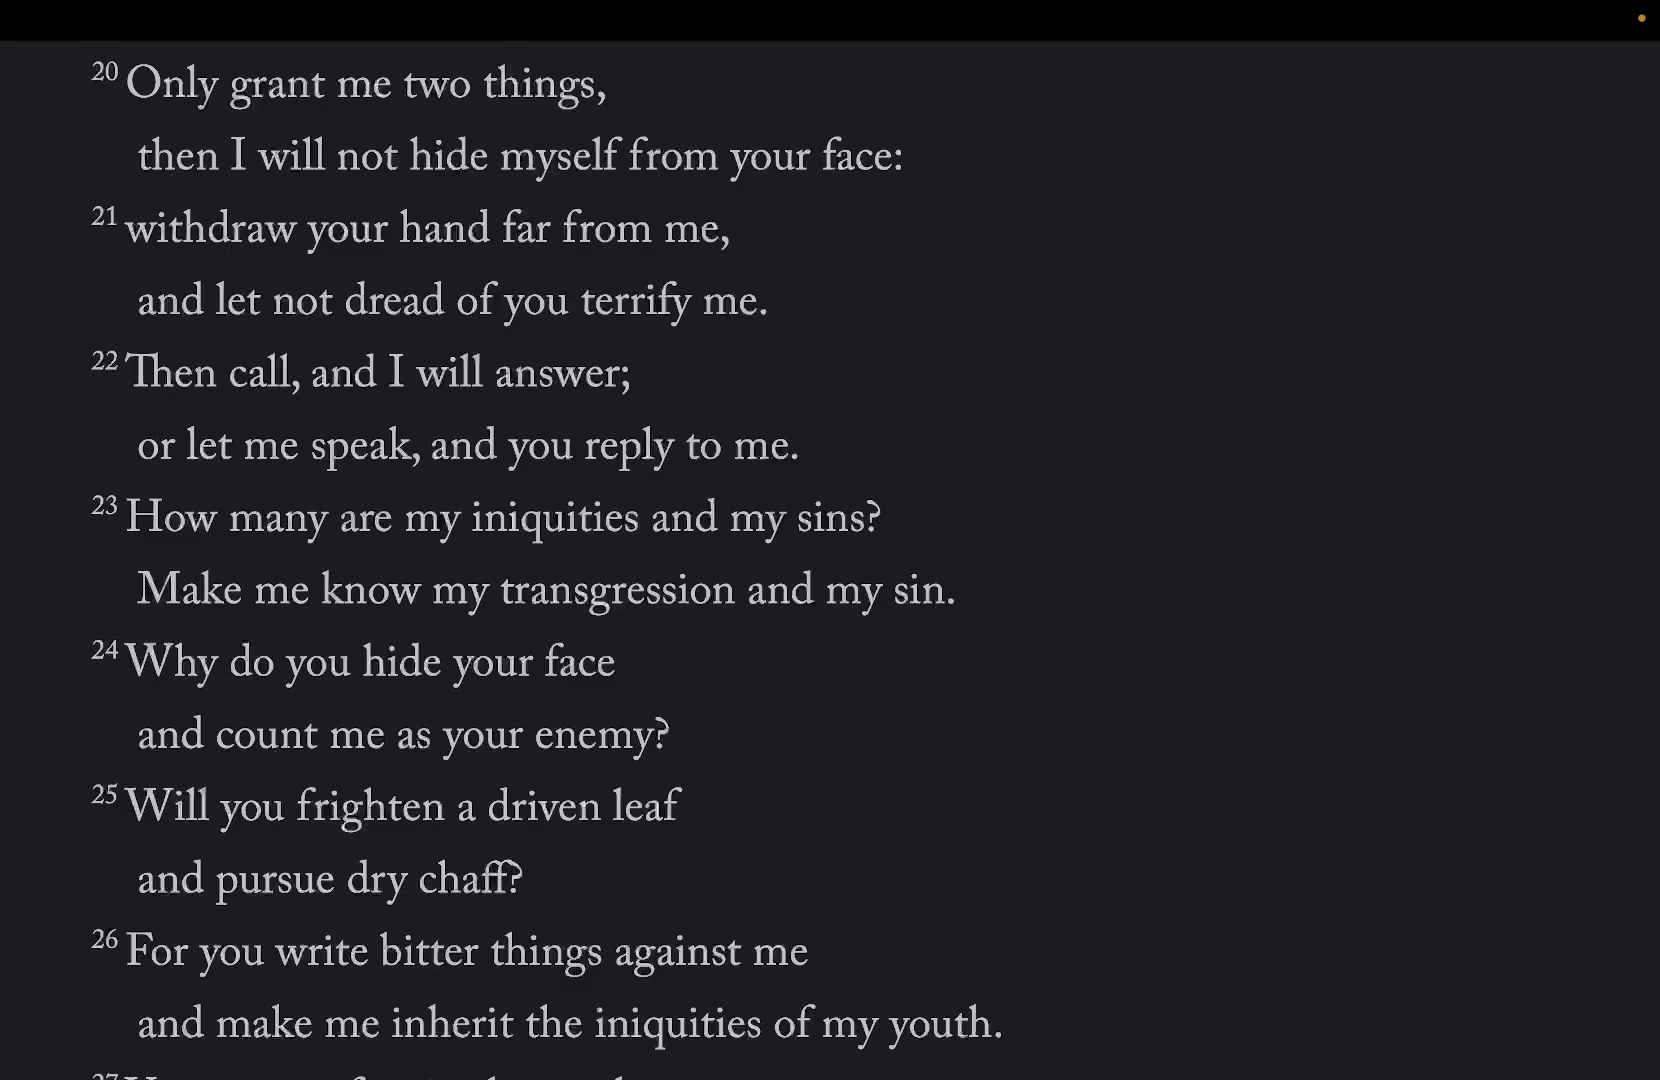 20 Only grant me two things,
then I will not hide myself from your face:
21 withdraw your hand far from me,
and let not dread of you terrify me.
22 Then call, and I will answer;
or let me speak, and you reply to me.
23 How many are my iniquities and my sins?
Make me know my transgression and my sin.
24 Why do you hide your face
and count me as your enemy?
25 Will you frighten a driven leaf
and pursue dry chaff?
26 For you write bitter things against me
and make me inherit the iniquities of my youth.